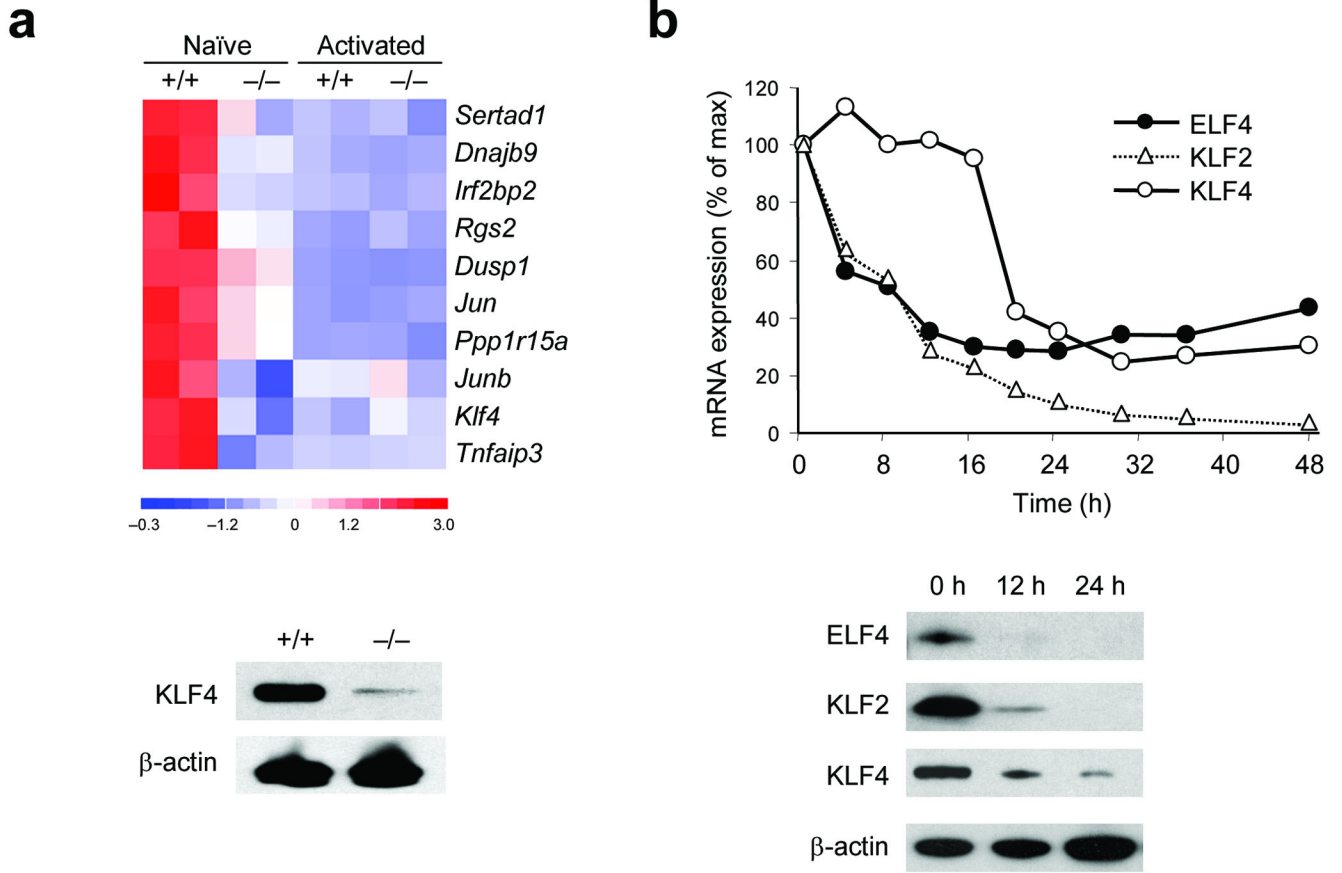 a
Naïve Activated
+/+ –/– +/+ –/–
Sertad1
Dnajb9
Irf2bp2
Rgs2
Dusp1
Jun
Ppp1r15a
Junb
Klf4
Tnfaip3
–0.3 –1.2 0 1.2 3.0
+/+ –/–
KLF4
β-actin
b
mRNA expression (% of max)
120
100
80
60
40
20
0
0 8 16 24 32 40 48
Time (h)
ELF4
KLF2
KLF4
0 h 12 h 24 h
ELF4
KLF2
KLF4
β-actin